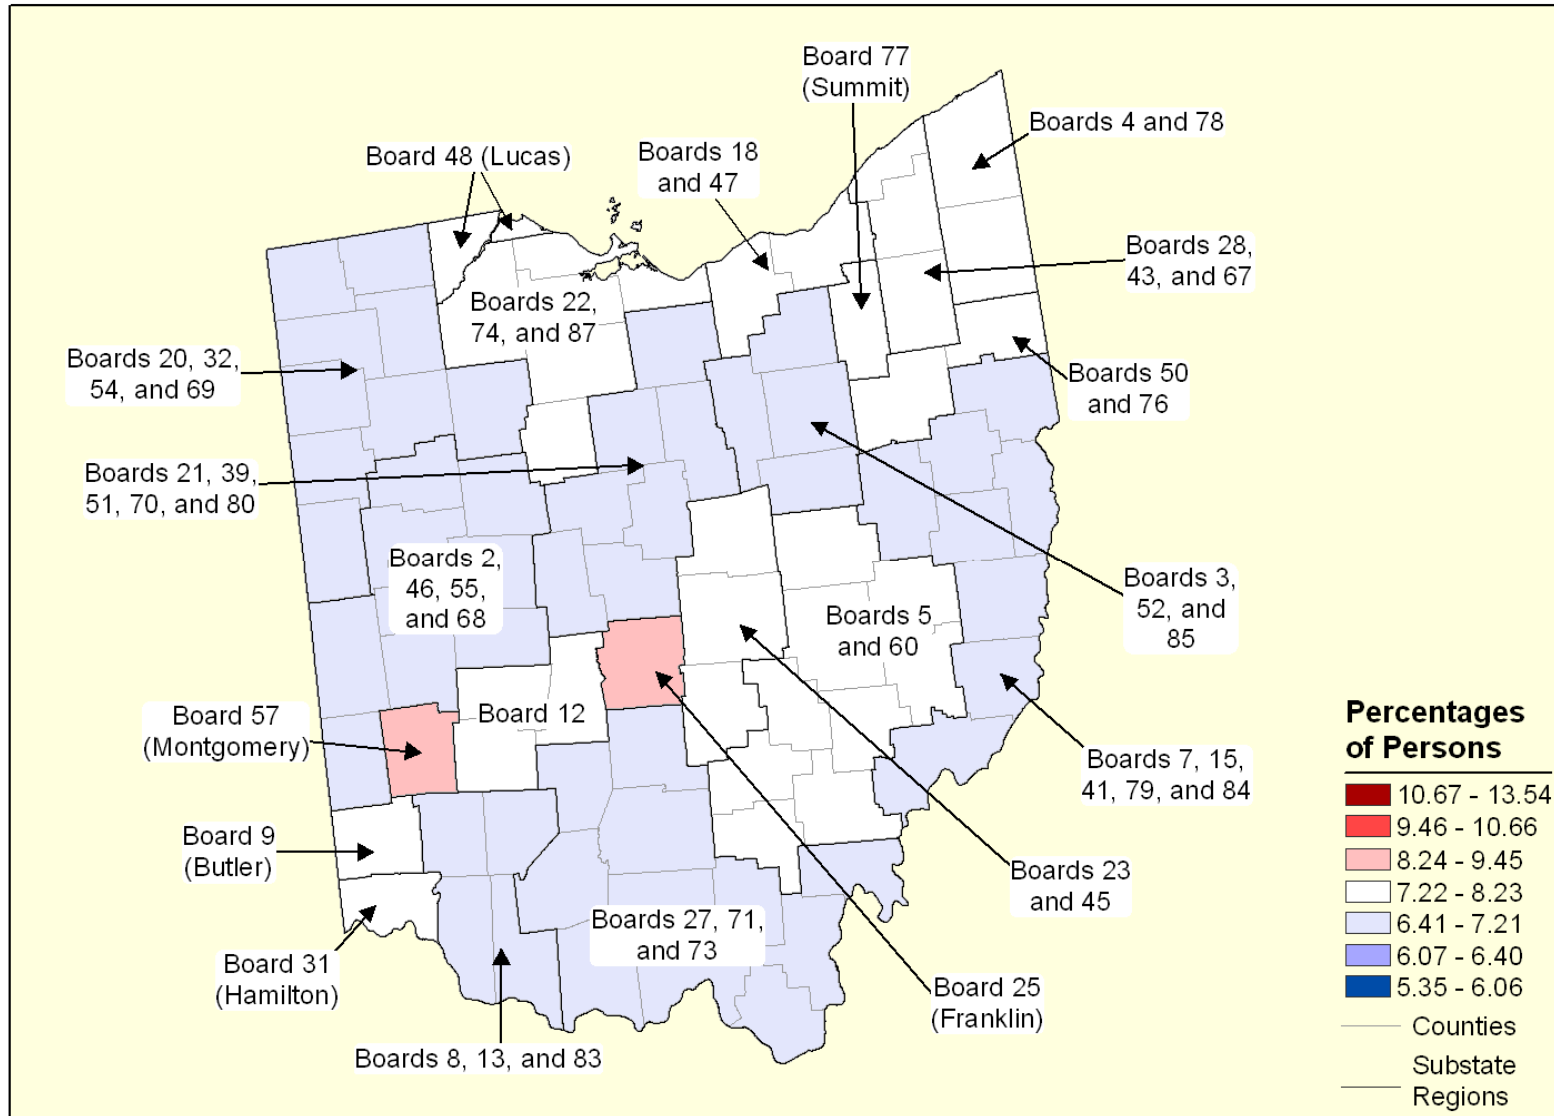 Board 77
(Summit)
Boards 4 and 78
Board 48 (Lucas)
Boards 18
and 47
Boards 28,
43, and 67
Boards 22,
74, and 87
Boards 20, 32,
54, and 69
Boards 50
and 76
Boards 21, 39,
51, 70, and 80
Boards 2,
46, 55,
and 68
Boards 3,
52, and
85
Boards 5
and 60
Board 57
(Montgomery)
Board 12
Boards 7, 15,
41, 79, and 84
Board 9
(Butler)
Boards 23
and 45
Boards 27, 71,
and 73
Board 31
(Hamilton)
Board 25
(Franklin)
Boards 8, 13, and 83
Percentages
of Persons
10.67 - 13.54
9.46 - 10.66
8.24 - 9.45
7.22 - 8.23
6.41 - 7.21
6.07 - 6.40
5.35 - 6.06
Counties
Substate
Regions